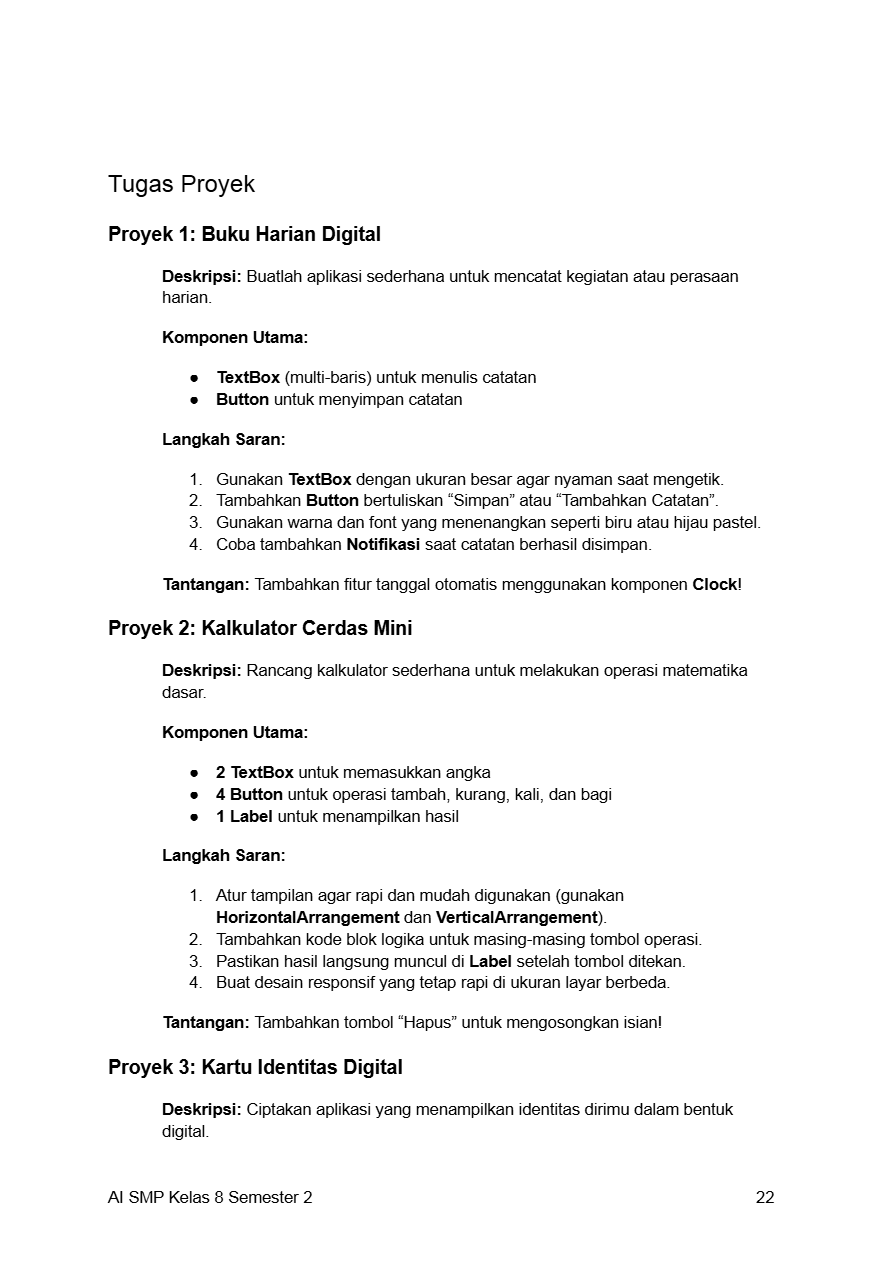 Tugas Proyek
Proyek 1: Buku Harian Digital
Deskripsi: Buatlah aplikasi sederhana untuk mencatat kegiatan atau perasaan
harian.
Komponen Utama:
● TextBox (multi-baris) untuk menulis catatan
● Button untuk menyimpan catatan
Langkah Saran:
1. Gunakan TextBox dengan ukuran besar agar nyaman saat mengetik.
2. Tambahkan Button bertuliskan “Simpan” atau “Tambahkan Catatan”.
3. Gunakan warna dan font yang menenangkan seperti biru atau hijau pastel.
4. Coba tambahkan Notifikasi saat catatan berhasil disimpan.
Tantangan: Tambahkan fitur tanggal otomatis menggunakan komponen Clock!
Proyek 2: Kalkulator Cerdas Mini
Deskripsi: Rancang kalkulator sederhana untuk melakukan operasi matematika
dasar.
Komponen Utama:
● 2 TextBox untuk memasukkan angka
● 4 Button untuk operasi tambah, kurang, kali, dan bagi
● 1 Label untuk menampilkan hasil
Langkah Saran:
1. Atur tampilan agar rapi dan mudah digunakan (gunakan
HorizontalArrangement dan VerticalArrangement).
2. Tambahkan kode blok logika untuk masing-masing tombol operasi.
3. Pastikan hasil langsung muncul di Label setelah tombol ditekan.
4. Buat desain responsif yang tetap rapi di ukuran layar berbeda.
Tantangan: Tambahkan tombol “Hapus” untuk mengosongkan isian!
Proyek 3: Kartu Identitas Digital
Deskripsi: Ciptakan aplikasi yang menampilkan identitas dirimu dalam bentuk
digital.
AI SMP Kelas 8 Semester 2 22